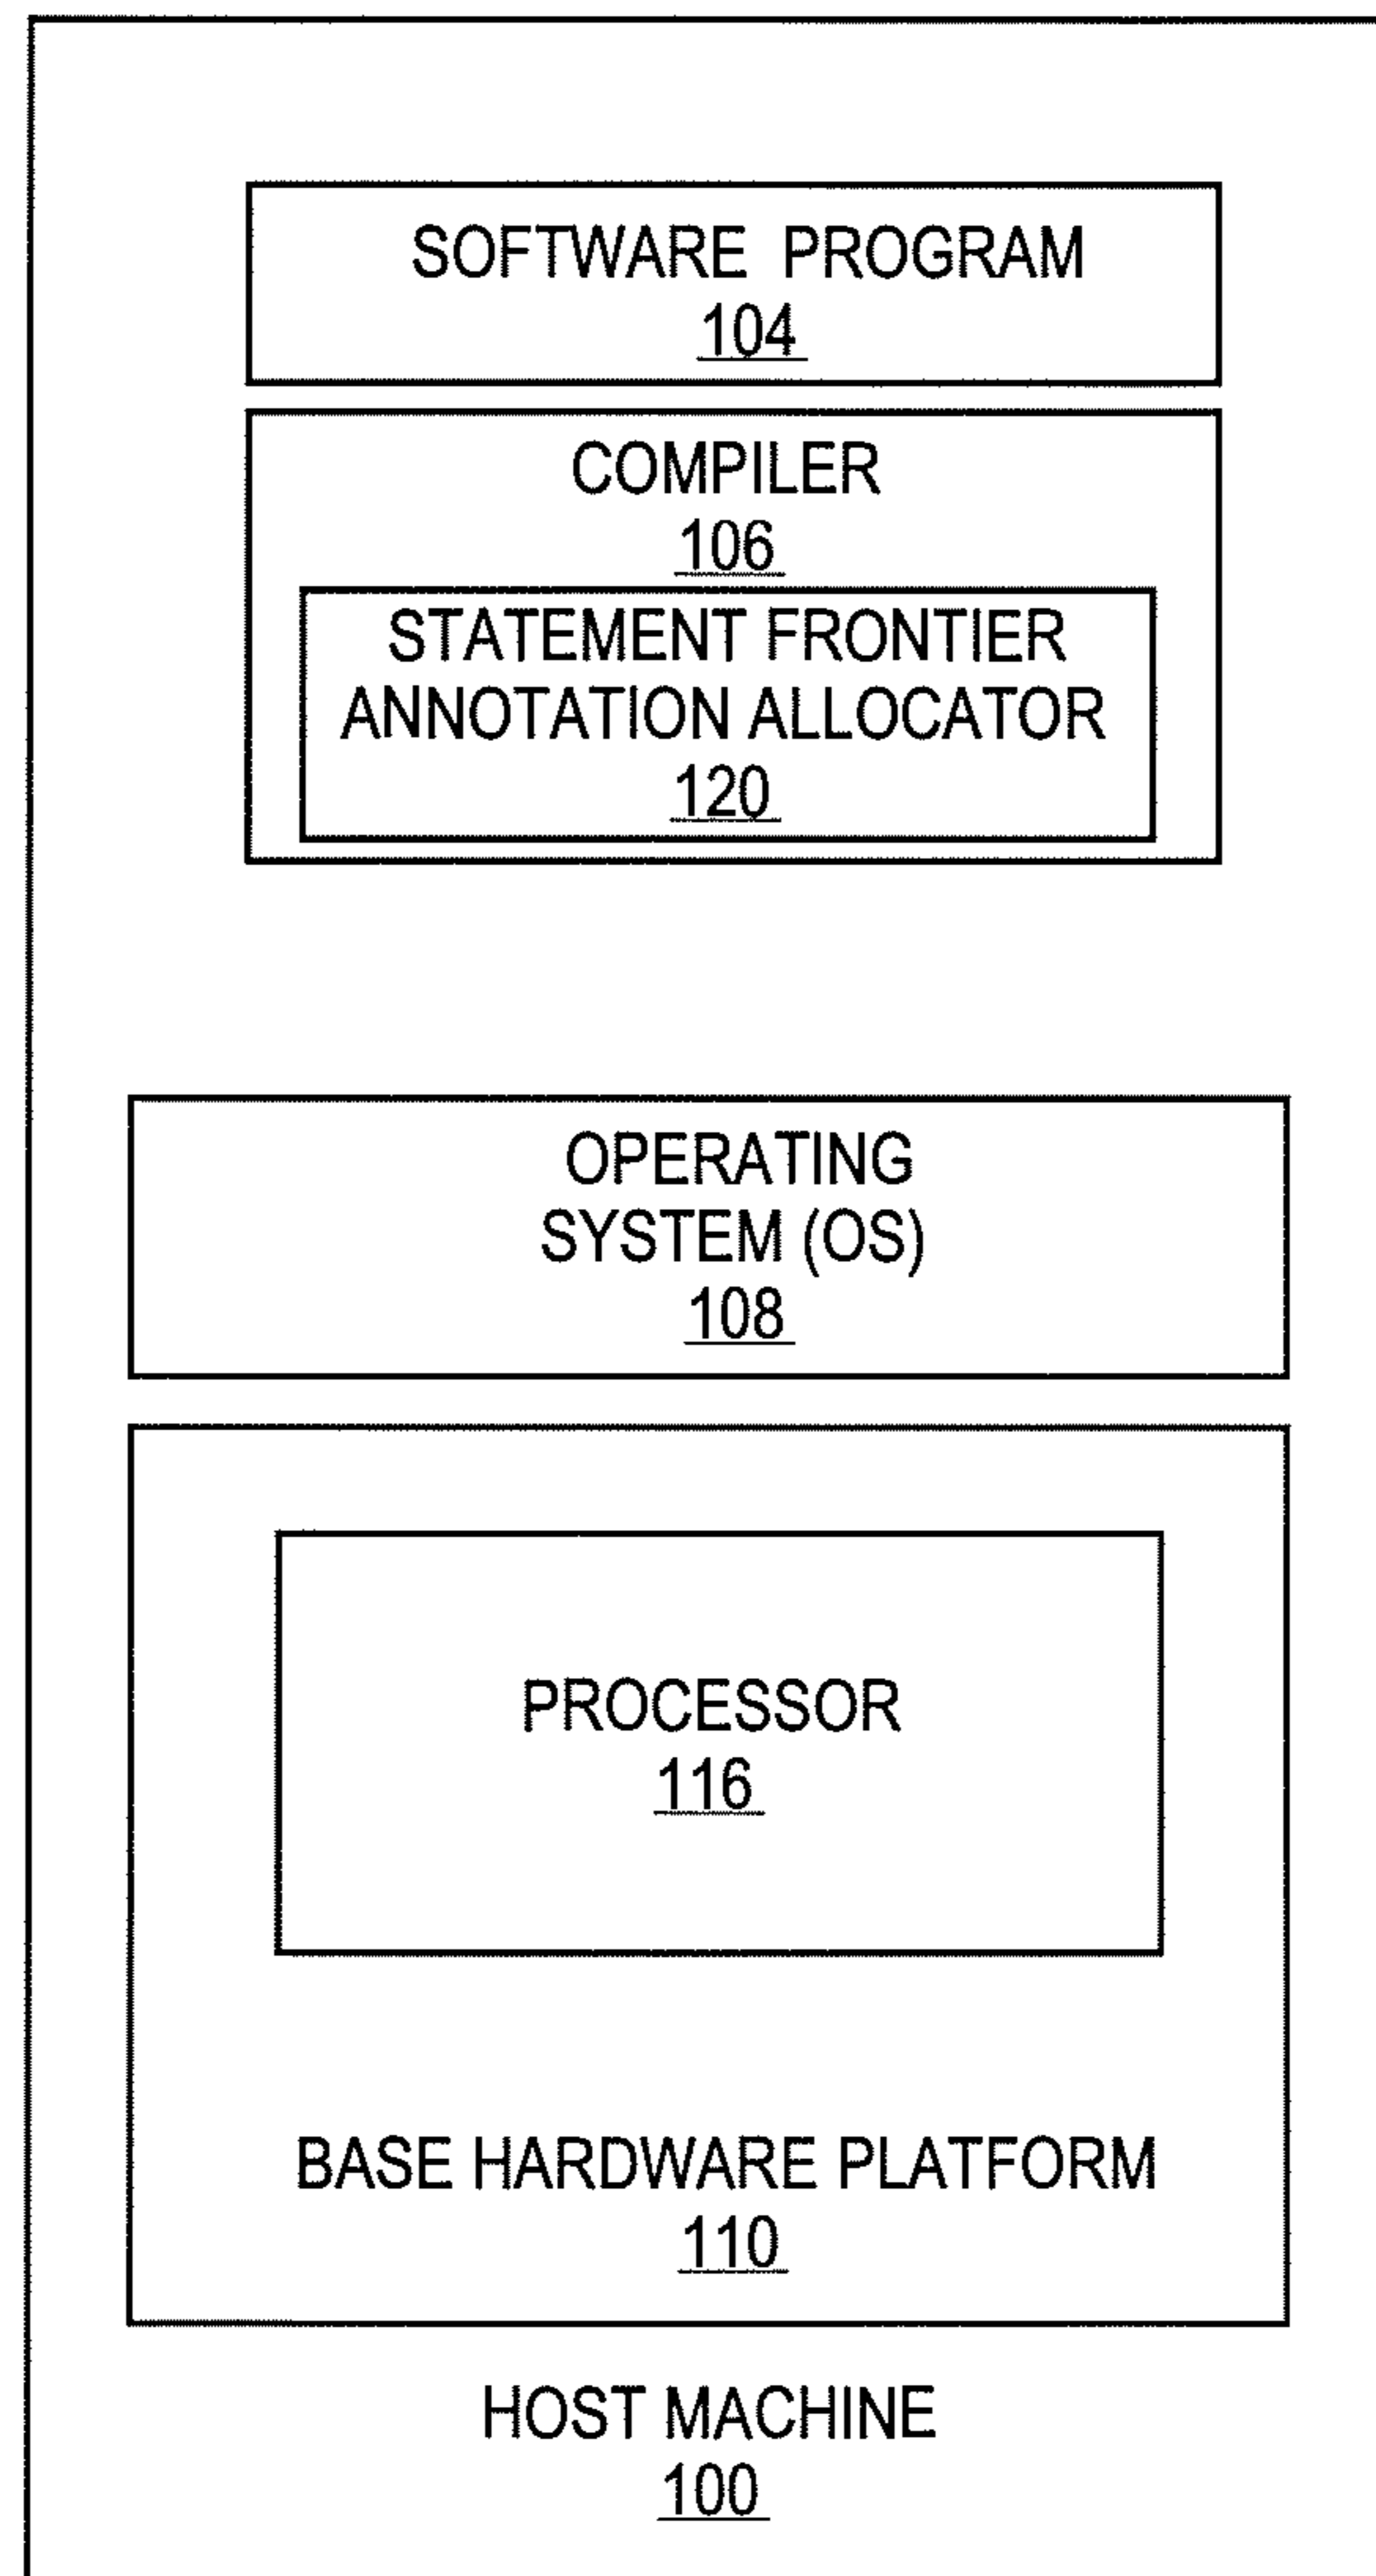 SOFTWARE PROGRAM
104
COMPILER
106
STATEMENT FRONTIER
ANNOTATION ALLOCATOR
120
OPERATING
SYSTEM (OS)
108
PROCESSOR
116
BASE HARDWARE PLATFORM
110
HOST MACHINE
100